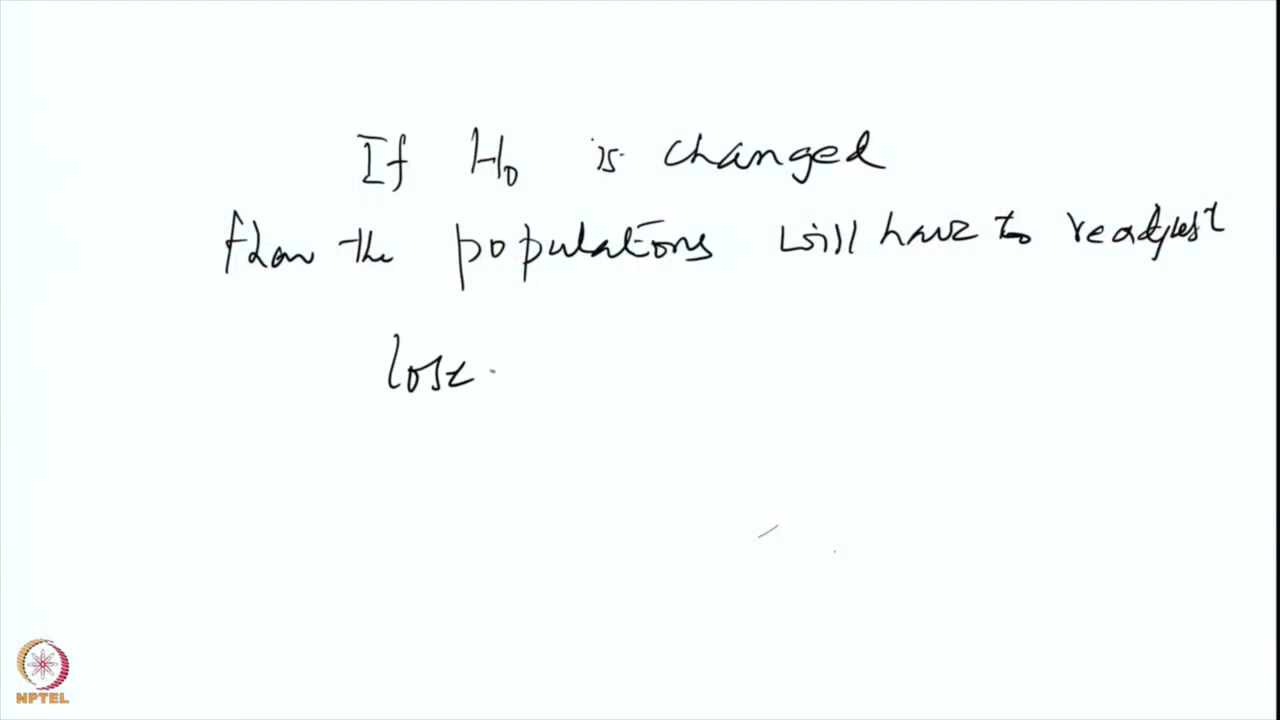 If H₀ is changed
then the populations will have to readjust
lose
NPTEL